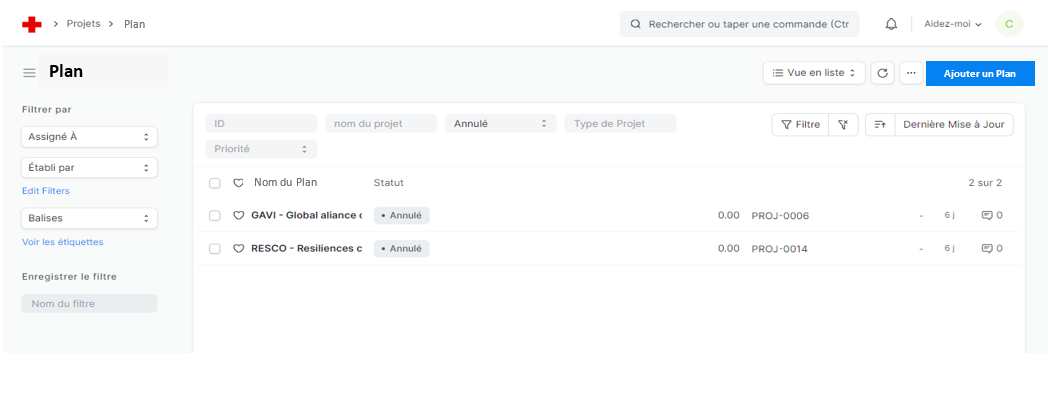 Projets Plan
Rechercher ou taper une commande (Ctr
Aidez-moi
C
Plan
Vue en liste
Ajouter un Plan
Filtrer par
Assigné À
Établi par
Edit Filters
Balises
Voir les étiquettes
Enregistrer le filtre
Nom du filtre
ID nom du projet Annulé Type de Projet
Filtre Dernière Mise à Jour
Priorité
Nom du Plan Statut 2 sur 2
GAVI - Global aliance c • Annulé 0.00 PROJ-0006 - 6 j 0
RESCO - Resiliences c • Annulé 0.00 PROJ-0014 - 6 j 0